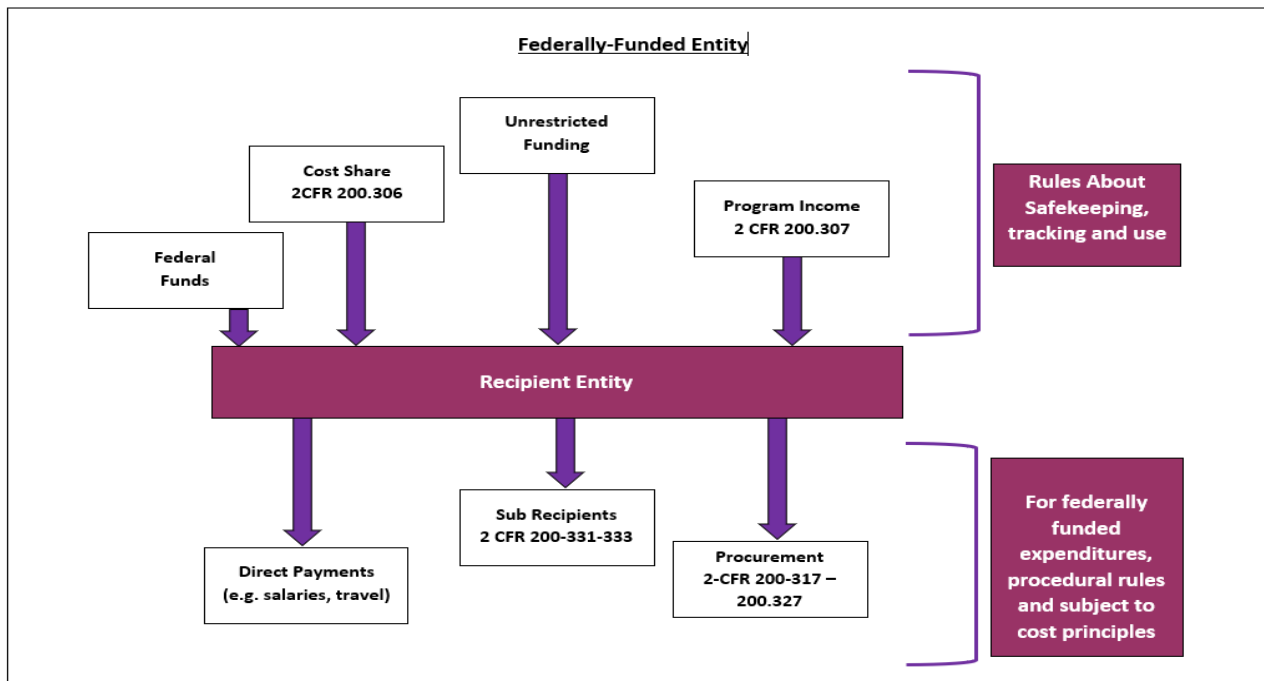 Federally-Funded Entity
Unrestricted
Funding
Cost Share
2CFR 200.306
Program Income
2 CFR 200.307
Federal
Funds
Rules About
Safekeeping,
tracking and use
Recipient Entity
Direct Payments
(e.g. salaries, travel)
Sub Recipients
2 CFR 200-331-333
Procurement
2-CFR 200-317 –
200.327
For federally
funded
expenditures,
procedural rules
and subject to
cost principles